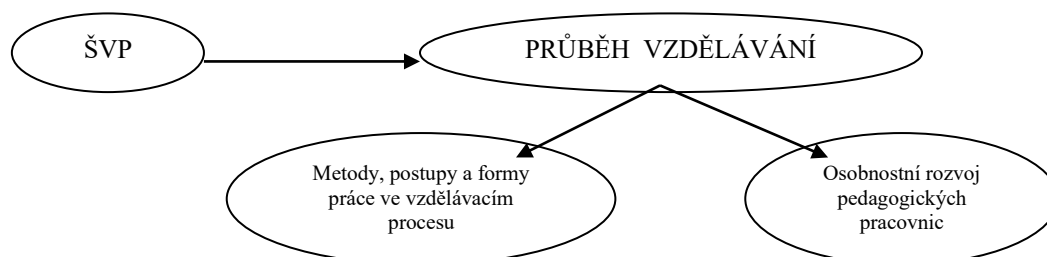 ŠVP
PRŮBĚH VZDĚLÁVÁNÍ
Metody, postupy a formy
práce ve vzdělávacím
procesu
Osobnostní rozvoj
pedagogických
pracovnic